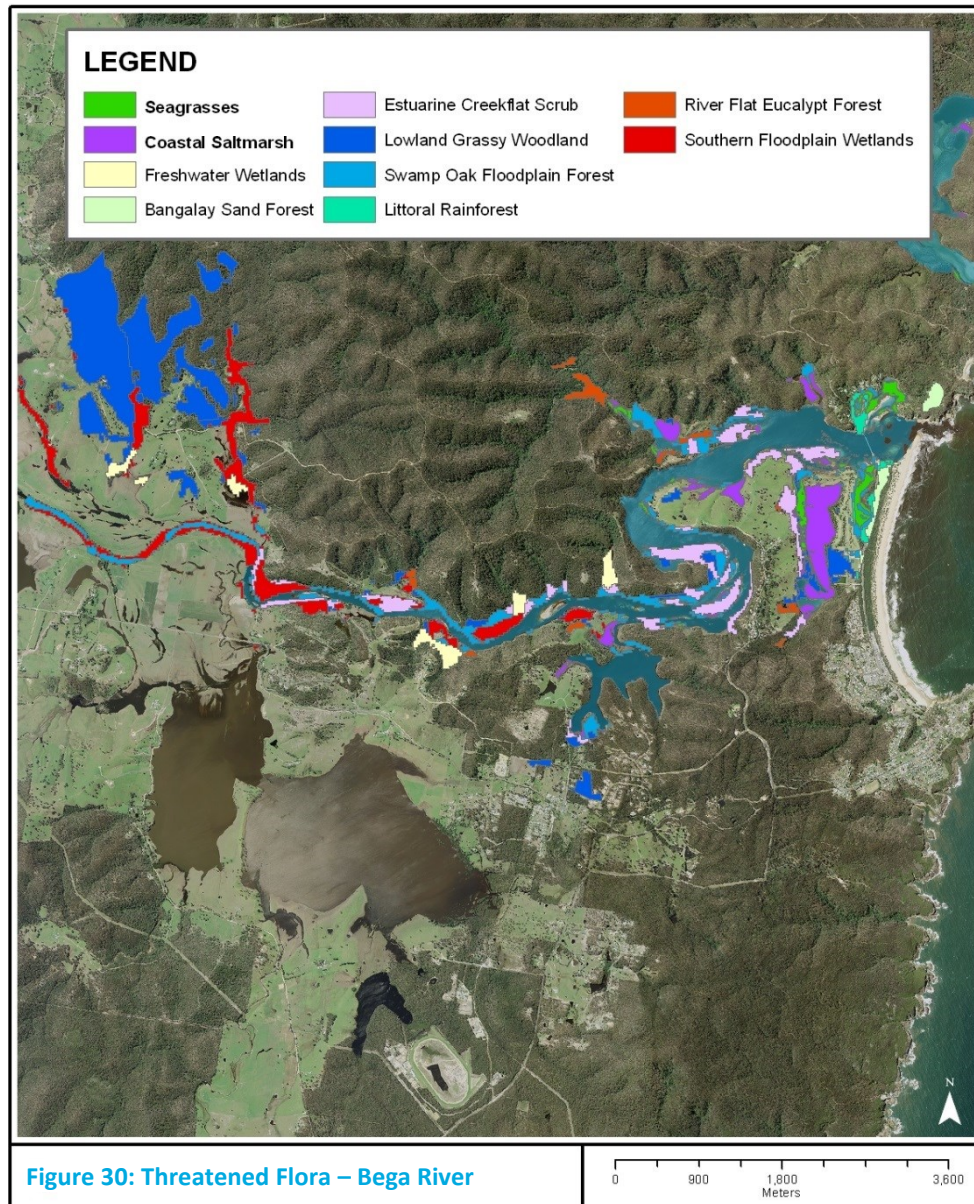 LEGEND
Seagrasses
Coastal Saltmarsh
Freshwater Wetlands
Bangalay Sand Forest
Estuarine Creekflat Scrub
Lowland Grassy Woodland
Swamp Oak Floodplain Forest
Littoral Rainforest
River Flat Eucalypt Forest
Southern Floodplain Wetlands
N
Figure 30: Threatened Flora – Bega River
0 900 1,800 3,600
Meters